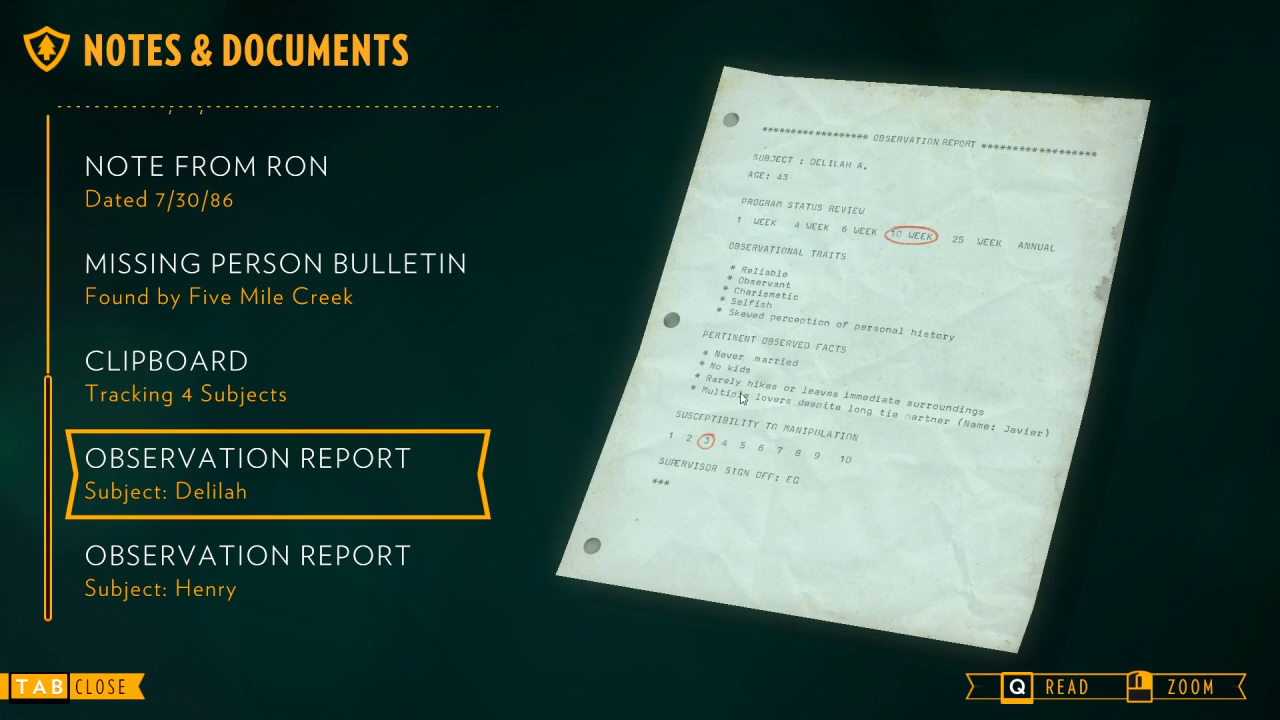 NOTES & DOCUMENTS
NOTE FROM RON
Dated 7/30/86
MISSING PERSON BULLETIN
Found by Five Mile Creek
CLIPBOARD
Tracking 4 Subjects
OBSERVATION REPORT
Subject: Delilah
OBSERVATION REPORT
Subject: Henry
TAB CLOSE
****************** OBSERVATION REPORT ********************
SUBJECT : DELILAH A.
AGE: 43
PROGRAM STATUS REVIEW
1 WEEK 4 WEEK 6 WEEK 10 WEEK 25 WEEK ANNUAL
OBSERVATIONAL TRAITS
* Reliable
* Observant
* Charismatic
* Selfish
* Skewed perception of personal history
PERTINENT OBSERVED FACTS
* Never married
* No kids
* Rarely hikes or leaves immediate surroundings
* Multiple lovers despite long tie partner (Name: Javier)
SUSCEPTIBILITY TO MANIPULATION
1 2 3 4 5 6 7 8 9 10
SUPERVISOR SIGN OFF: EG
***
Q READ ZOOM